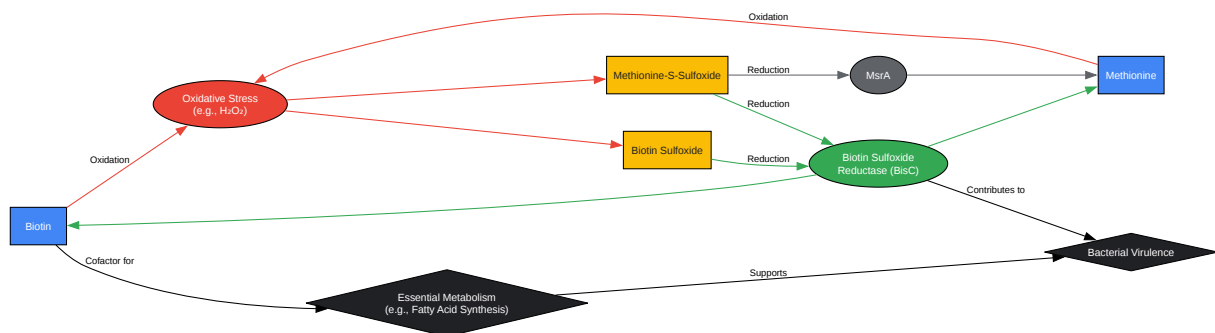 Oxidation
Oxidative Stress
(e.g., H₂O₂)
Methionine-S-Sulfoxide
Reduction
MsrA
Methionine
Reduction
Oxidation
Biotin Sulfoxide
Reduction
Biotin Sulfoxide
Reductase (BisC)
Contributes to
Biotin
Cofactor for
Bacterial Virulence
Supports
Essential Metabolism
(e.g., Fatty Acid Synthesis)